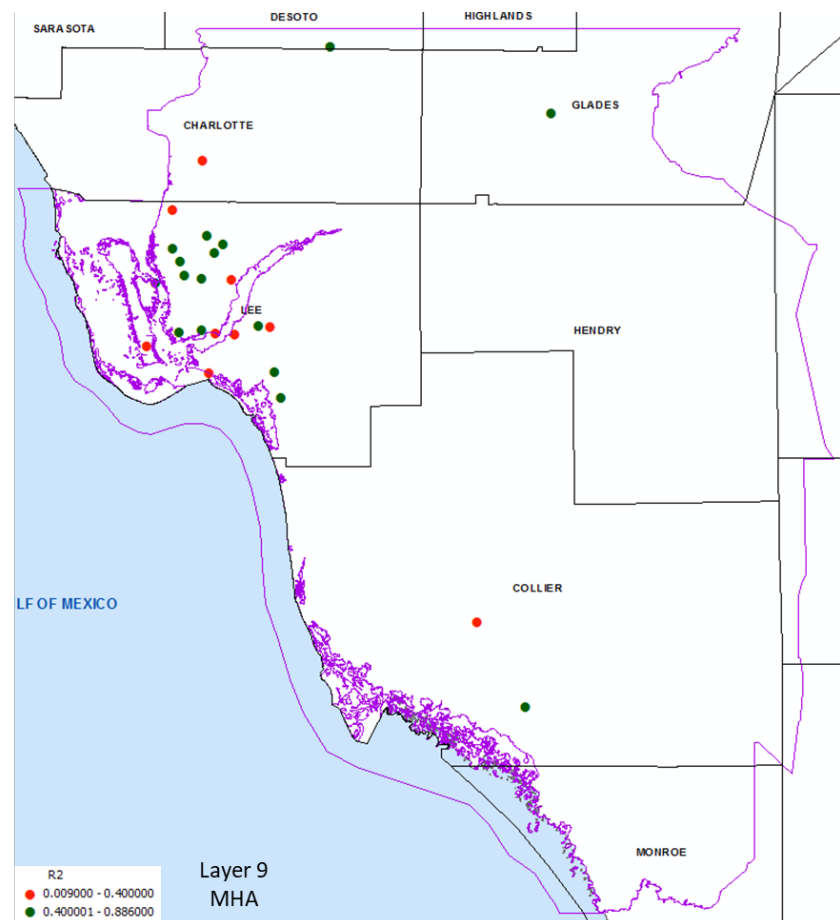 DESOTO
HIGHLANDS
SARASOTA
GLADES
CHARLOTTE
LEE
HENDRY
COLLIER
LF OF MEXICO
MONROE
R2
0.009000 - 0.400000
0.400001 - 0.886000
Layer 9
MHA